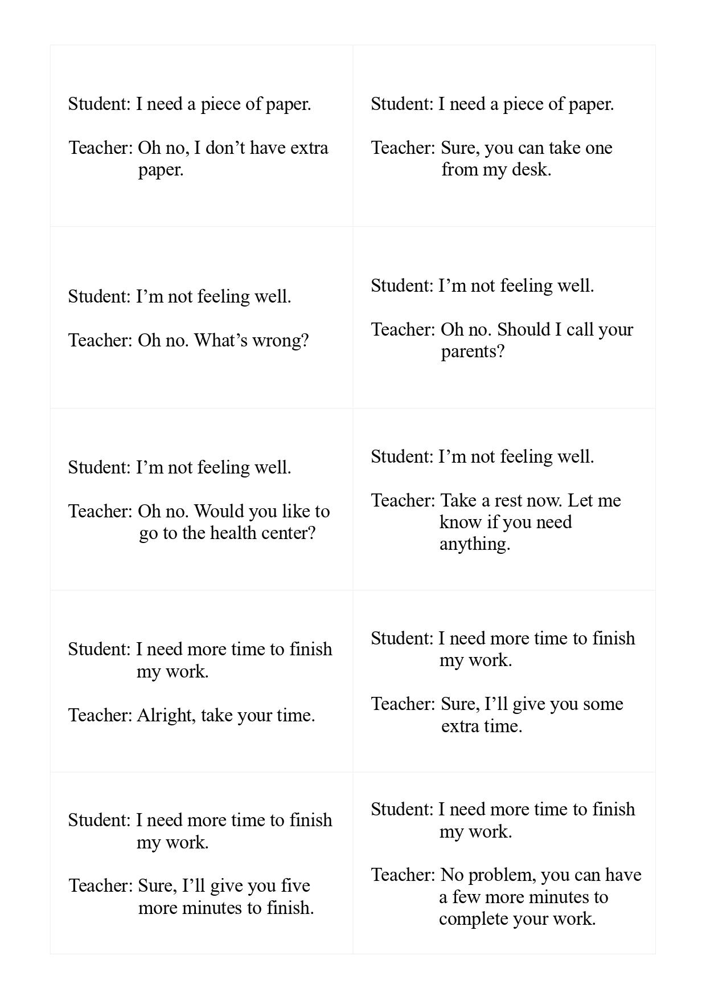 Student: I need a piece of paper.
Teacher: Oh no, I don’t have extra
paper.
Student: I need a piece of paper.
Teacher: Sure, you can take one
from my desk.
Student: I’m not feeling well.
Teacher: Oh no. What’s wrong?
Student: I’m not feeling well.
Teacher: Oh no. Should I call your
parents?
Student: I’m not feeling well.
Teacher: Oh no. Would you like to
go to the health center?
Student: I’m not feeling well.
Teacher: Take a rest now. Let me
know if you need
anything.
Student: I need more time to finish
my work.
Teacher: Alright, take your time.
Student: I need more time to finish
my work.
Teacher: Sure, I’ll give you some
extra time.
Student: I need more time to finish
my work.
Teacher: Sure, I’ll give you five
more minutes to finish.
Student: I need more time to finish
my work.
Teacher: No problem, you can have
a few more minutes to
complete your work.